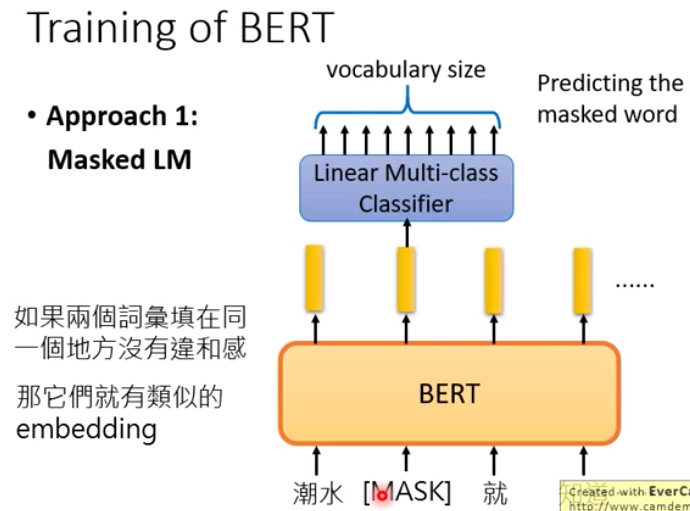 Training of BERT
vocabulary size
Predicting the
masked word
• Approach 1:
Masked LM
Linear Multi-class
Classifier
......
如果兩個詞彙填在同
一個地方沒有違和感
那它們就有類似的
embedding
BERT
潮水 [MASK] 就 知道
Created with EverCa
http://www.camdem